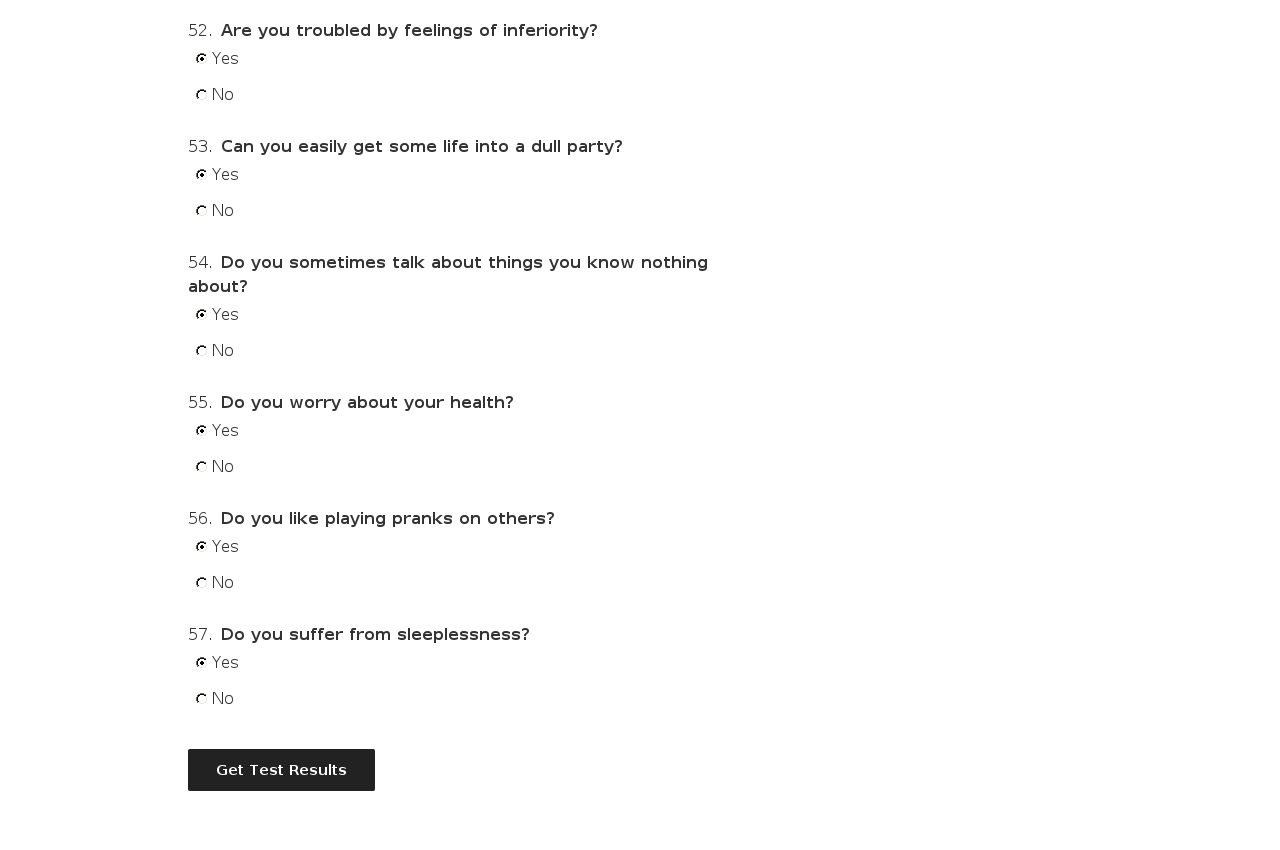 52. Are you troubled by feelings of inferiority?
Yes
No
53. Can you easily get some life into a dull party?
Yes
No
54. Do you sometimes talk about things you know nothing
about?
Yes
No
55. Do you worry about your health?
Yes
No
56. Do you like playing pranks on others?
Yes
No
57. Do you suffer from sleeplessness?
Yes
No
Get Test Results